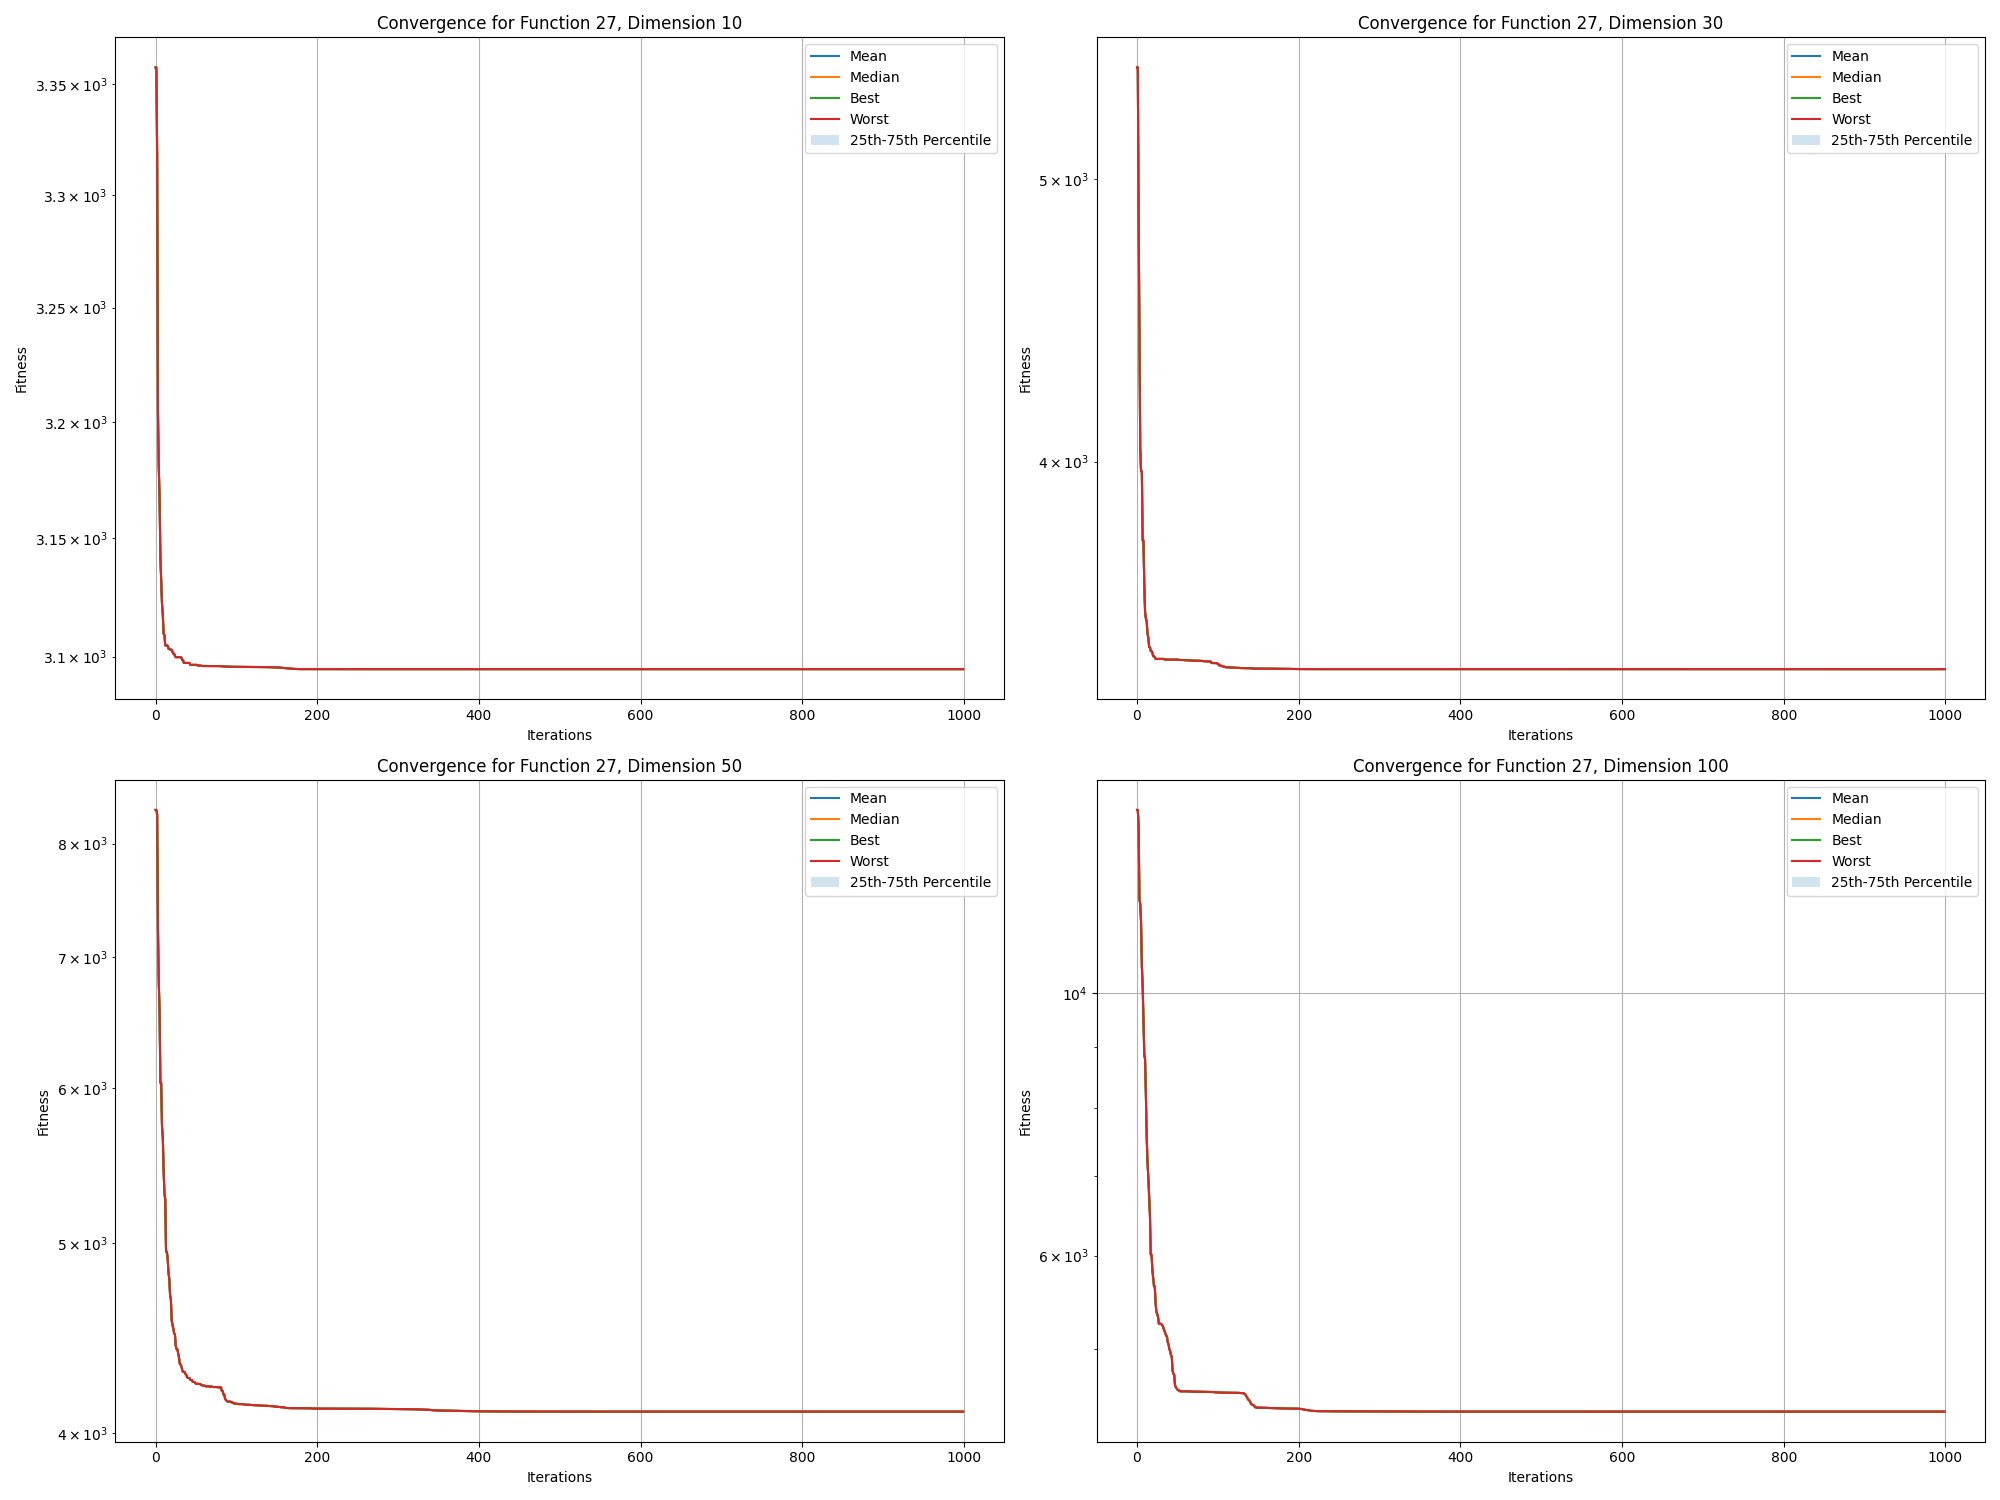 Convergence for Function 27, Dimension 10
Mean
Median
Best
Worst
25th-75th Percentile
3.35 × 10³
3.3 × 10³
3.25 × 10³
3.2 × 10³
3.15 × 10³
3.1 × 10³
Fitness
0 200 400 600 800 1000
Iterations
Convergence for Function 27, Dimension 30
Mean
Median
Best
Worst
25th-75th Percentile
5 × 10³
4 × 10³
Fitness
0 200 400 600 800 1000
Iterations
Convergence for Function 27, Dimension 50
Mean
Median
Best
Worst
25th-75th Percentile
8 × 10³
7 × 10³
6 × 10³
5 × 10³
4 × 10³
Fitness
0 200 400 600 800 1000
Iterations
Convergence for Function 27, Dimension 100
Mean
Median
Best
Worst
25th-75th Percentile
10⁴
6 × 10³
Fitness
0 200 400 600 800 1000
Iterations